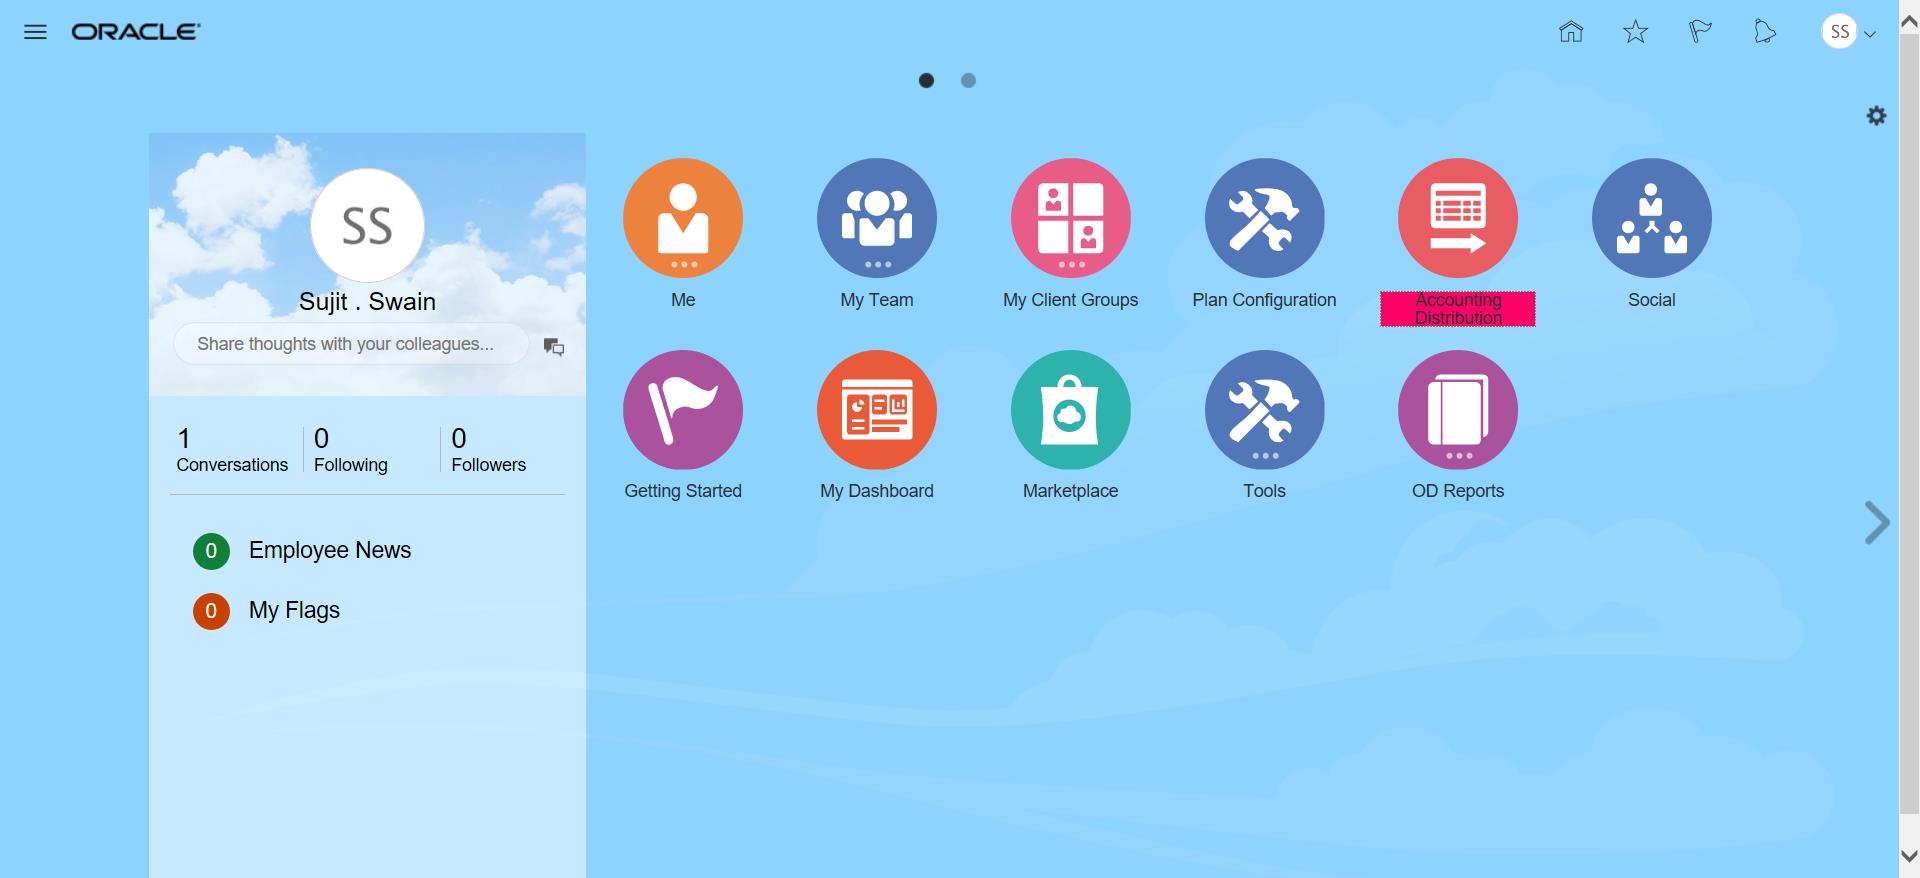 ORACLE
SS
SS
Sujit . Swain
Share thoughts with your colleagues...
1
Conversations
0
Following
0
Followers
0 Employee News
0 My Flags
Me
My Team
My Client Groups
Plan Configuration
Accounting
Distribution
Social
Getting Started
My Dashboard
Marketplace
Tools
OD Reports